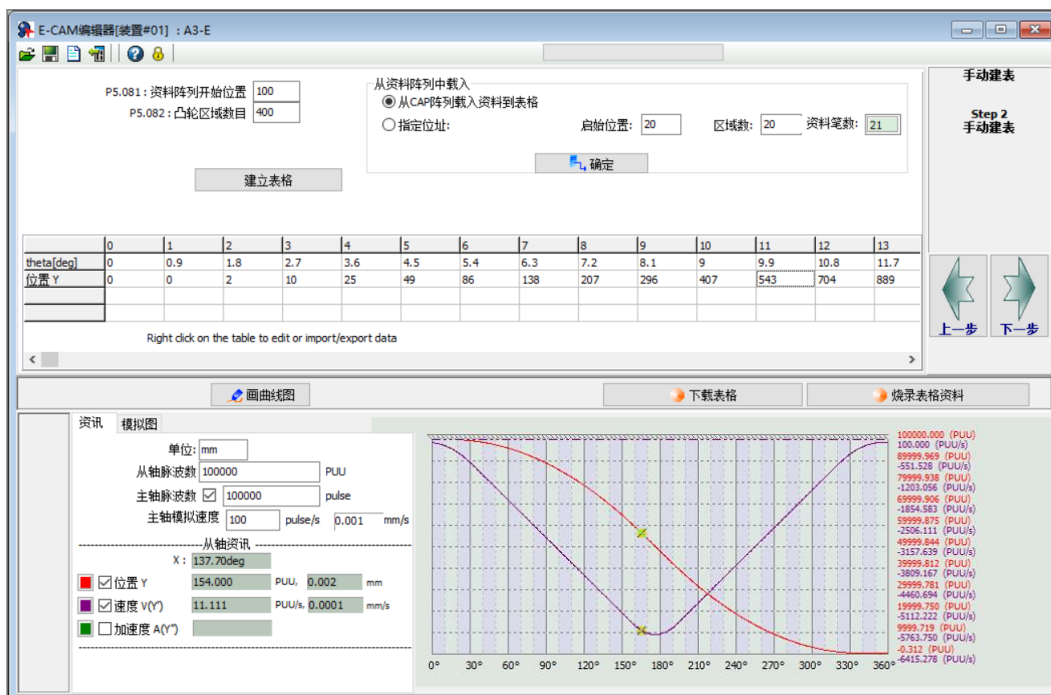 E-CAM编辑器[装置#01] : A3-E
P5.081 : 资料阵列开始位置 100
P5.082 : 凸轮区域数目 400
建立表格
从资料阵列中载入
从CAP阵列载入资料到表格
指定位址: 启始位置: 20 区域数: 20 资料笔数: 21
确定
手动建表
Step 2
手动建表
0 1 2 3 4 5 6 7 8 9 10 11 12 13
theta[deg] 0 0.9 1.8 2.7 3.6 4.5 5.4 6.3 7.2 8.1 9 9.9 10.8 11.7
位置 Y 0 0 2 10 25 49 86 138 207 296 407 543 704 889
Right click on the table to edit or import/export data
上一步 下一步
画曲线图 下载表格 烧录表格资料
资讯 模拟图
单位: mm
从轴脉波数 100000 PUU
主轴脉波数 100000 pulse
主轴模拟速度 100 pulse/s 0.001 mm/s
从轴资讯
X : 137.70deg
位置 Y 154.000 PUU, 0.002 mm
速度 V(Y') 11.111 PUU/s, 0.0001 mm/s
加速度 A(Y")
100000.000 (PUU)
100.000 (PUU/s)
89999.969 (PUU)
-551.528 (PUU/s)
79999.938 (PUU)
-1203.056 (PUU/s)
69999.906 (PUU)
-1854.583 (PUU/s)
59999.875 (PUU)
-2506.111 (PUU/s)
49999.844 (PUU)
-3157.639 (PUU/s)
39999.812 (PUU)
-3809.167 (PUU/s)
29999.781 (PUU)
-4460.694 (PUU/s)
19999.750 (PUU)
-5112.222 (PUU/s)
9999.719 (PUU)
-5763.750 (PUU/s)
-0.312 (PUU)
-6415.278 (PUU/s)
0° 30° 60° 90° 120° 150° 180° 210° 240° 270° 300° 330° 360°